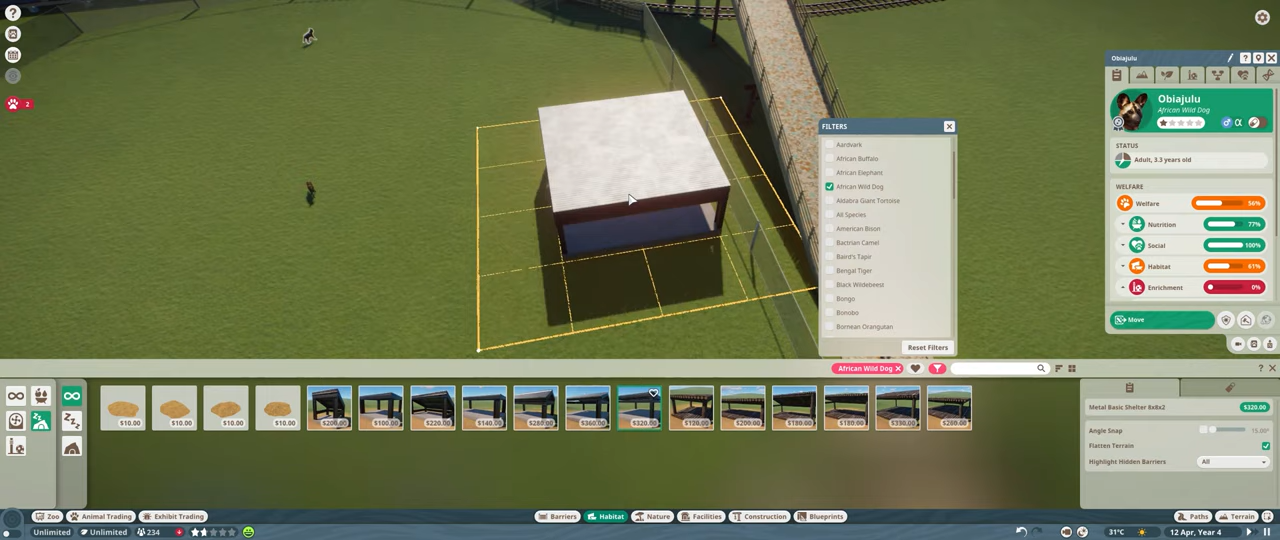 2
FILTERS
Aardvark
African Buffalo
African Elephant
African Wild Dog
Aldabra Giant Tortoise
All Species
American Bison
Bactrian Camel
Baird's Tapir
Bengal Tiger
Black Wildebeest
Bongo
Bonobo
Bornean Orangutan
Reset Filters
Obiajulu
Obiajulu
African Wild Dog
STATUS
Adult, 3.3 years old
WELFARE
Welfare 56%
Nutrition 77%
Social 100%
Habitat 61%
Enrichment 0%
Move
African Wild Dog
$10.00 $10.00 $10.00 $10.00 $200.00 $100.00 $220.00 $140.00 $280.00 $360.00 $320.00 $120.00 $200.00 $180.00 $180.00 $330.00 $260.00
Metal Basic Shelter 8x8x2 $320.00
Angle Snap 15.00°
Flatten Terrain
Highlight Hidden Barriers All
Zoo Animal Trading Exhibit Trading Barriers Habitat Nature Facilities Construction Blueprints Paths Terrain
Unlimited Unlimited 234 31°C 12 Apr, Year 4